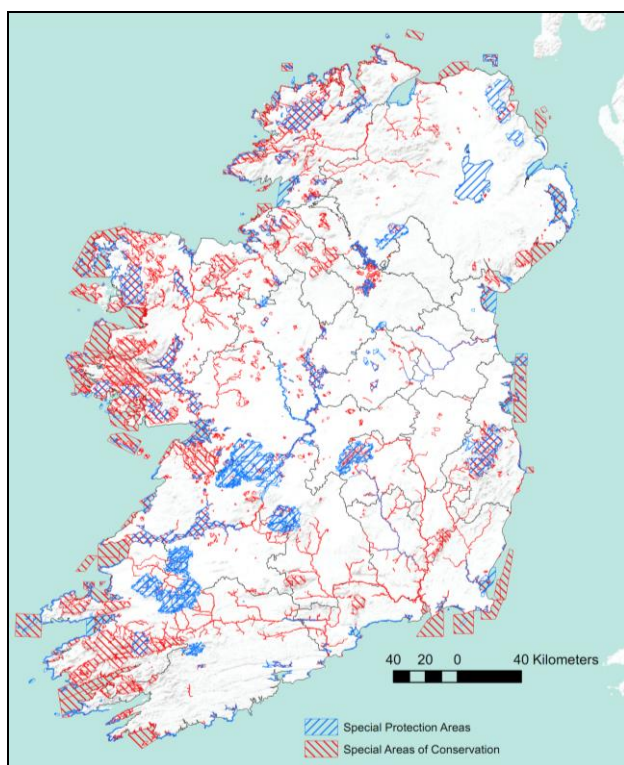 40 20 0 40 Kilometers
Special Protection Areas
Special Areas of Conservation